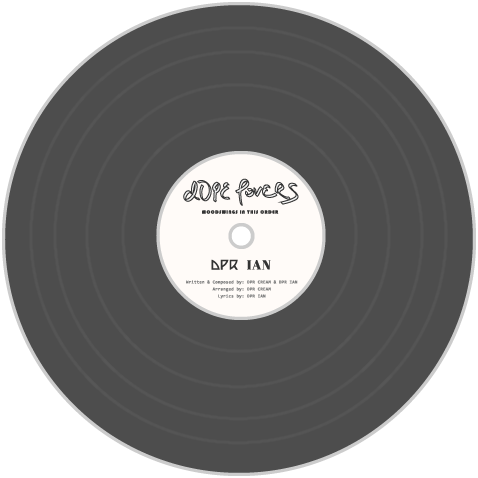 DOPE LOVERS
MOODSWINGS IN THIS ORDER
DPR IAN
Written & Composed by: DPR CREAM & DPR IAN
Arranged by: DPR CREAM
Lyrics by: DPR IAN